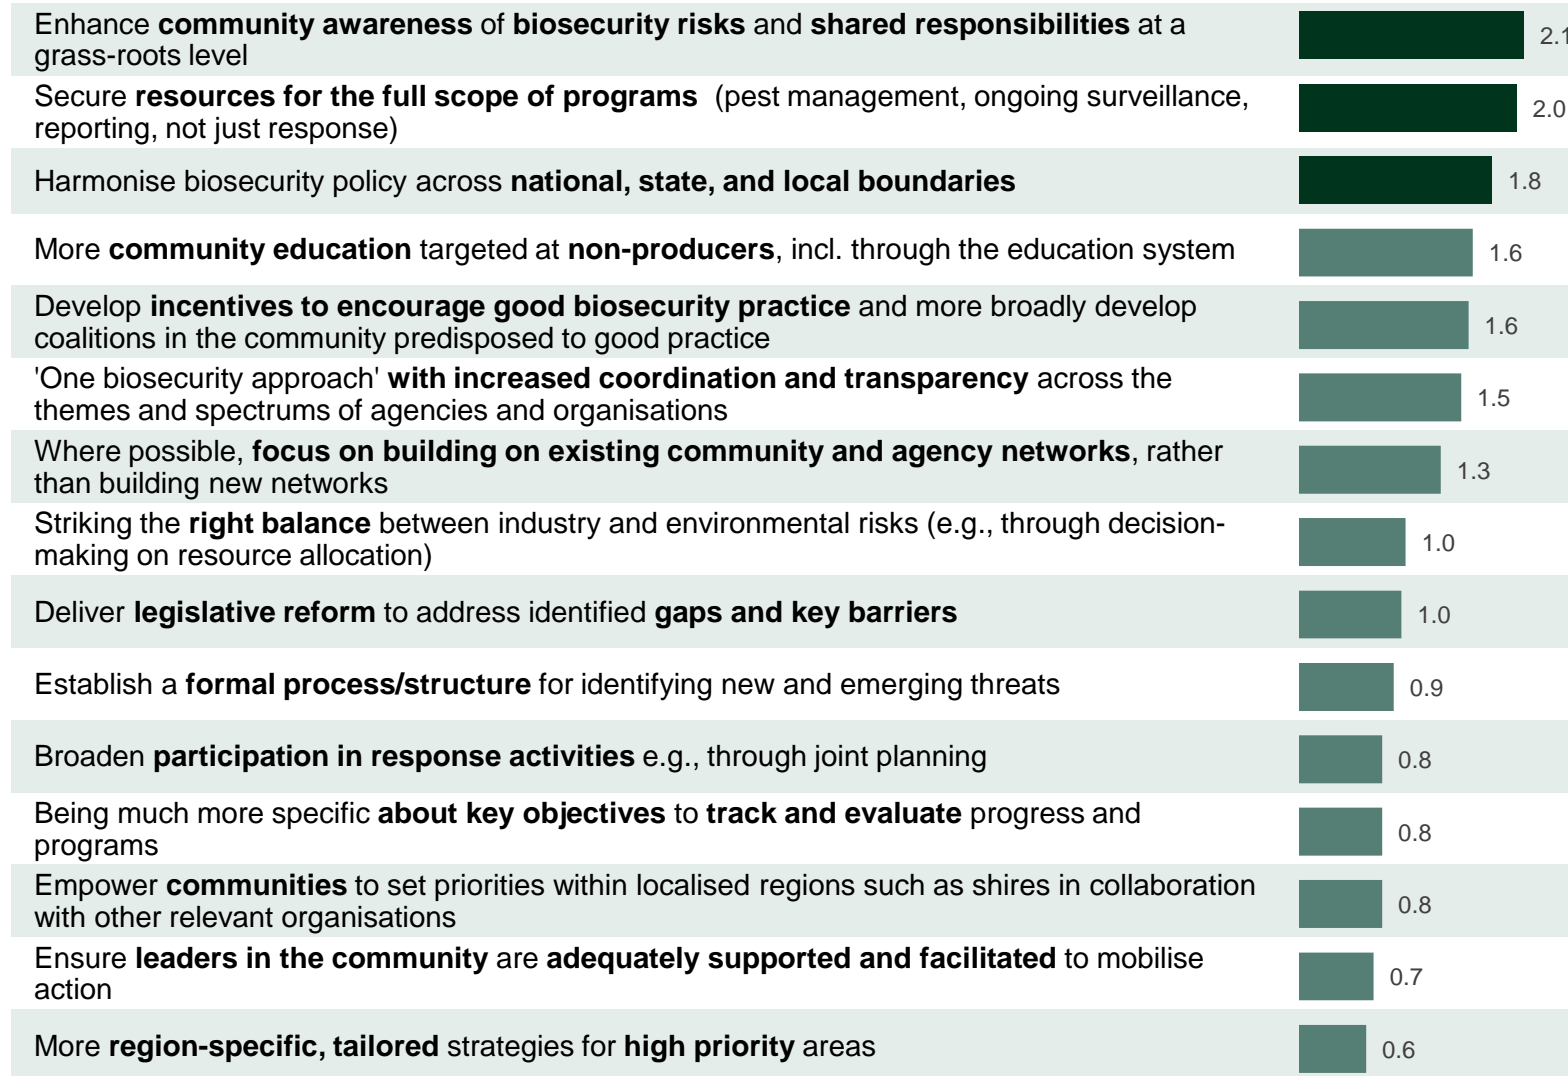 Enhance community awareness of biosecurity risks and shared responsibilities at a
grass-roots level
2.1
Secure resources for the full scope of programs (pest management, ongoing surveillance,
reporting, not just response)
2.0
Harmonise biosecurity policy across national, state, and local boundaries
1.8
More community education targeted at non-producers, incl. through the education system
1.6
Develop incentives to encourage good biosecurity practice and more broadly develop
coalitions in the community predisposed to good practice
1.6
'One biosecurity approach' with increased coordination and transparency across the
themes and spectrums of agencies and organisations
1.5
Where possible, focus on building on existing community and agency networks, rather
than building new networks
1.3
Striking the right balance between industry and environmental risks (e.g., through decision-
making on resource allocation)
1.0
Deliver legislative reform to address identified gaps and key barriers
1.0
Establish a formal process/structure for identifying new and emerging threats
0.9
Broaden participation in response activities e.g., through joint planning
0.8
Being much more specific about key objectives to track and evaluate progress and
programs
0.8
Empower communities to set priorities within localised regions such as shires in collaboration
with other relevant organisations
0.8
Ensure leaders in the community are adequately supported and facilitated to mobilise
action
0.7
More region-specific, tailored strategies for high priority areas
0.6